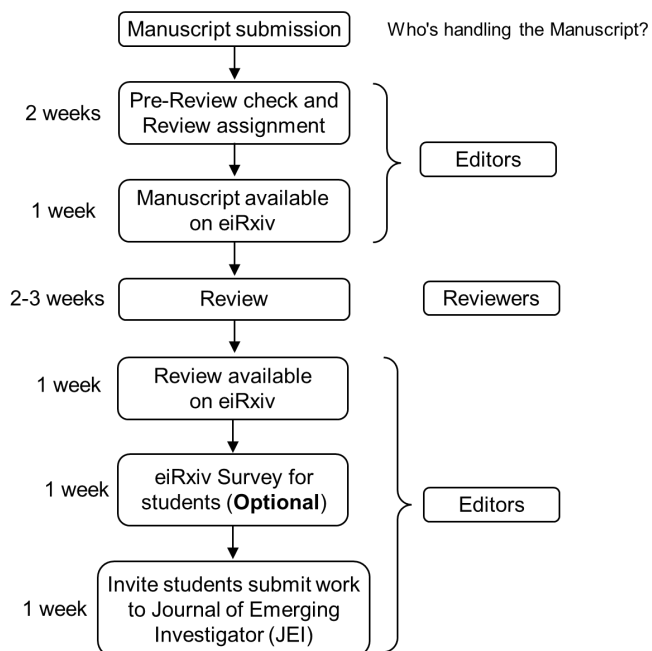 Manuscript submission
Who's handling the Manuscript?
2 weeks
Pre-Review check and
Review assignment
Editors
1 week
Manuscript available
on eiRxiv
2-3 weeks
Review
Reviewers
1 week
Review available
on eiRxiv
1 week
eiRxiv Survey for
students (Optional)
Editors
1 week
Invite students submit work
to Journal of Emerging
Investigator (JEI)